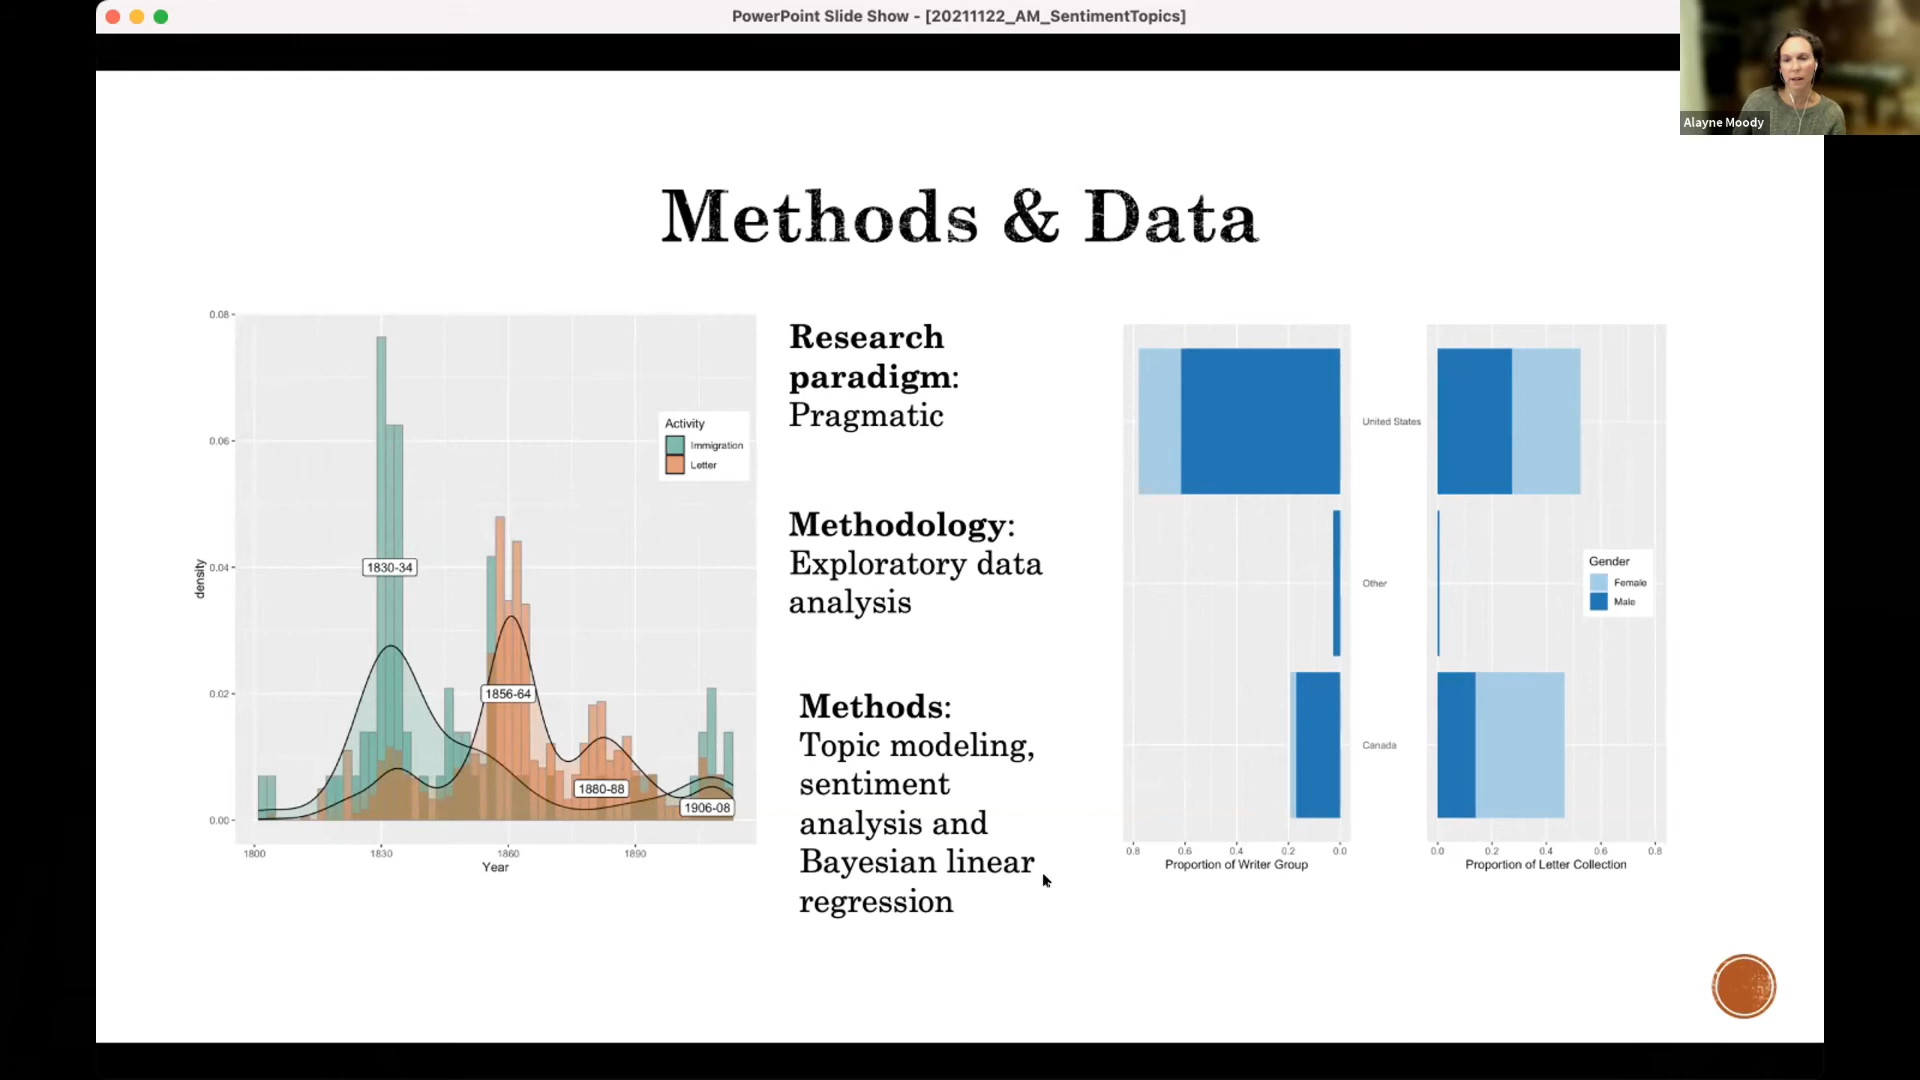 PowerPoint Slide Show - [20211122_AM_SentimentTopics]
Alayne Moody
Methods & Data
0.08
0.06
0.04
0.02
0.00
density
1800
1830
1860
1890
Year
Activity
Immigration
Letter
1830-34
1856-64
1880-88
1906-08
Research
paradigm:
Pragmatic
Methodology:
Exploratory data
analysis
Methods:
Topic modeling,
sentiment
analysis and
Bayesian linear
regression
United States
Other
Canada
0.8
0.6
0.4
0.2
0.0
Proportion of Writer Group
Gender
Female
Male
0.0
0.2
0.4
0.6
0.8
Proportion of Letter Collection